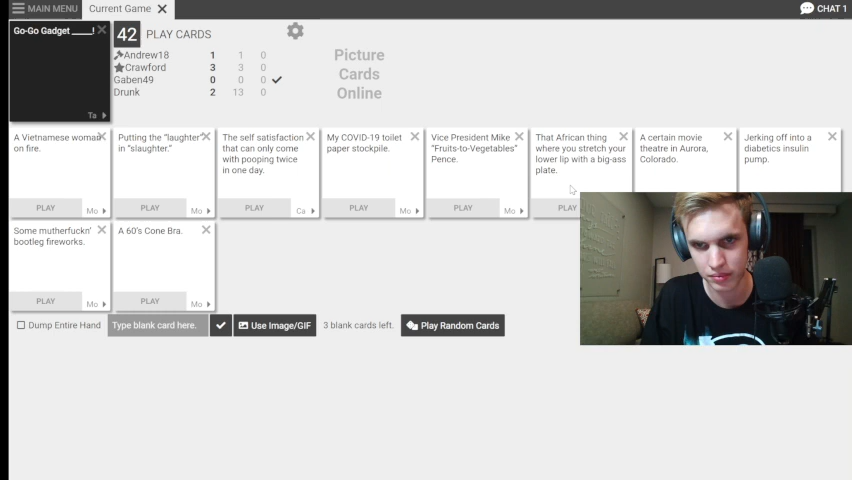 MAIN MENU
Current Game
CHAT 1
Go-Go Gadget ____!
Ta
42 PLAY CARDS
Andrew18 1 1 0
Crawford 3 3 0
Gaben49 0 0 0
Drunk 2 13 0
Picture
Cards
Online
A Vietnamese woman
on fire.
PLAY Mo
Putting the "laughter"
in "slaughter."
PLAY Mo
The self satisfaction
that can only come
with pooping twice
in one day.
PLAY Ca
My COVID-19 toilet
paper stockpile.
PLAY Mo
Vice President Mike
"Fruits-to-Vegetables"
Pence.
PLAY Mo
That African thing
where you stretch your
lower lip with a big-ass
plate.
PLAY
A certain movie
theatre in Aurora,
Colorado.
Jerking off into a
diabetics insulin
pump.
Some mutherfuckn'
bootleg fireworks.
PLAY Mo
A 60's Cone Bra.
PLAY Mo
Dump Entire Hand
Type blank card here.
Use Image/GIF
3 blank cards left.
Play Random Cards